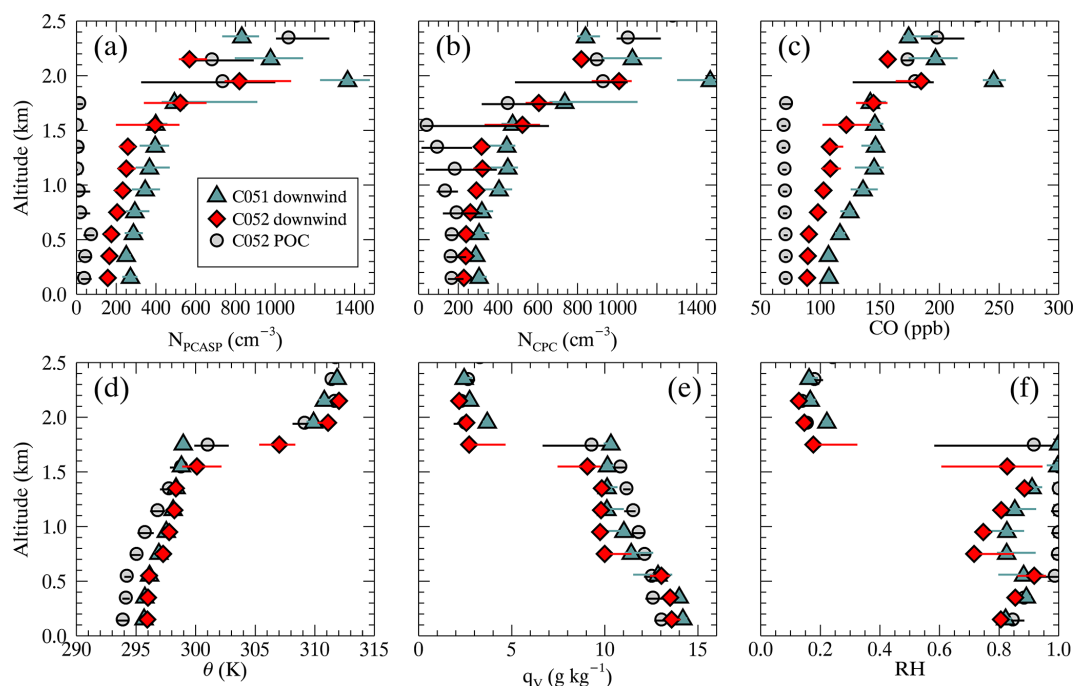 2.5
2.0
1.5
1.0
0.5
0.0
Altitude (km)
(a)
C051 downwind
C052 downwind
C052 POC
0 200 400 600 800 1000 1400
N_PCASP (cm⁻³)
(b)
0 200 400 600 800 1000 1400
N_CPC (cm⁻³)
(c)
50 100 150 200 250 300
CO (ppb)
2.5
2.0
1.5
1.0
0.5
0.0
Altitude (km)
(d)
290 295 300 305 310 315
θ (K)
(e)
0 5 10 15
q_V (g kg⁻¹)
(f)
0.0 0.2 0.4 0.6 0.8 1.0
RH